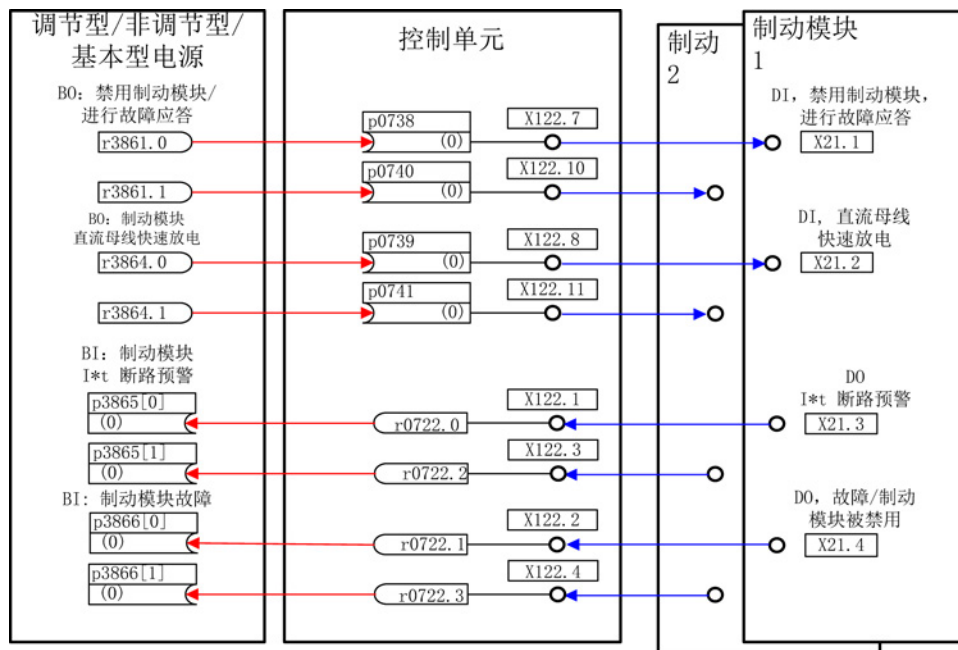 调节型/非调节型/
基本型电源
BO: 禁用制动模块/
进行故障应答
r3861.0
r3861.1
BO: 制动模块
直流母线快速放电
r3864.0
r3864.1
BI: 制动模块
I*t 断路预警
p3865[0]
(0)
p3865[1]
(0)
BI: 制动模块故障
p3866[0]
(0)
p3866[1]
(0)
控制单元
p0738
(0)
X122.7
p0740
(0)
X122.10
p0739
(0)
X122.8
p0741
(0)
X122.11
X122.1
r0722.0
X122.3
r0722.2
X122.2
r0722.1
X122.4
r0722.3
制动
2
制动模块
1
DI, 禁用制动模块,
进行故障应答
X21.1
DI, 直流母线
快速放电
X21.2
DO
I*t 断路预警
X21.3
DO, 故障/制动
模块被禁用
X21.4